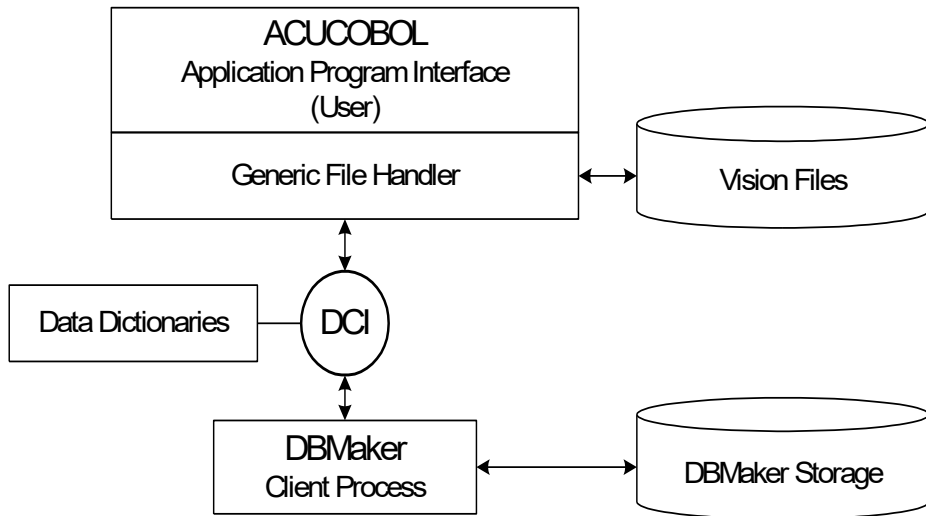 ACUCOBOL
Application Program Interface
(User)
Generic File Handler
Vision Files
Data Dictionaries
DCI
DBMaker
Client Process
DBMaker Storage